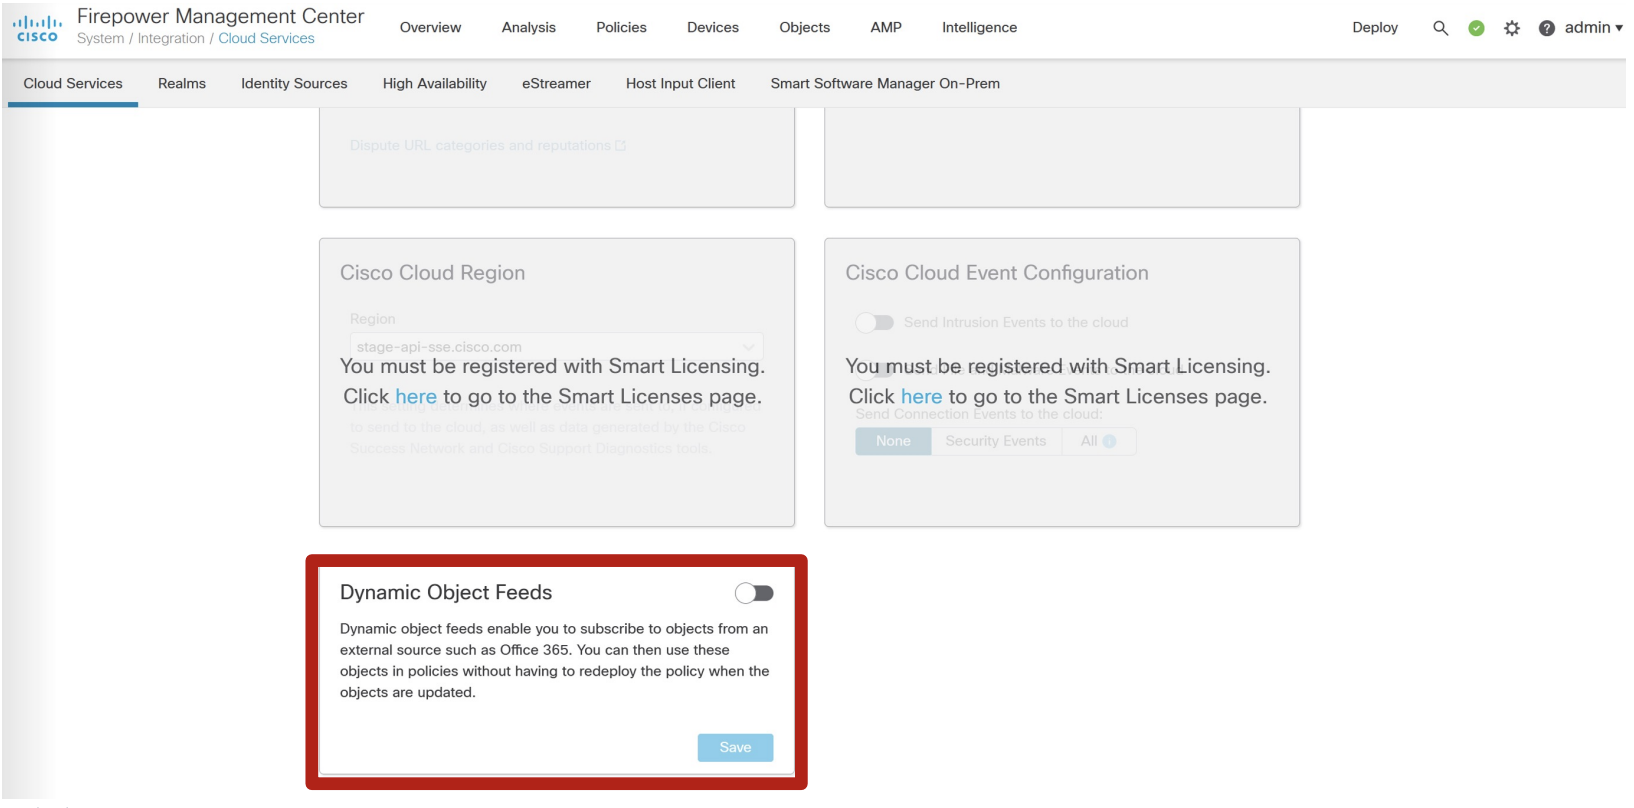 Firepower Management Center
System / Integration / Cloud Services
CISCO
Overview Analysis Policies Devices Objects AMP Intelligence
Deploy admin
Cloud Services Realms Identity Sources High Availability eStreamer Host Input Client Smart Software Manager On-Prem
Dispute URL categories and reputations
Cisco Cloud Region
Region
stage-api-sse.cisco.com
You must be registered with Smart Licensing.
Click here to go to the Smart Licenses page.
to send to the cloud, as well as data generated by the Cisco
Success Network and Cisco Support Diagnostics tools.
Cisco Cloud Event Configuration
Send Intrusion Events to the cloud
You must be registered with Smart Licensing.
Click here to go to the Smart Licenses page.
Send Connection Events to the cloud:
None Security Events All
Dynamic Object Feeds
Dynamic object feeds enable you to subscribe to objects from an
external source such as Office 365. You can then use these
objects in policies without having to redeploy the policy when the
objects are updated.
Save